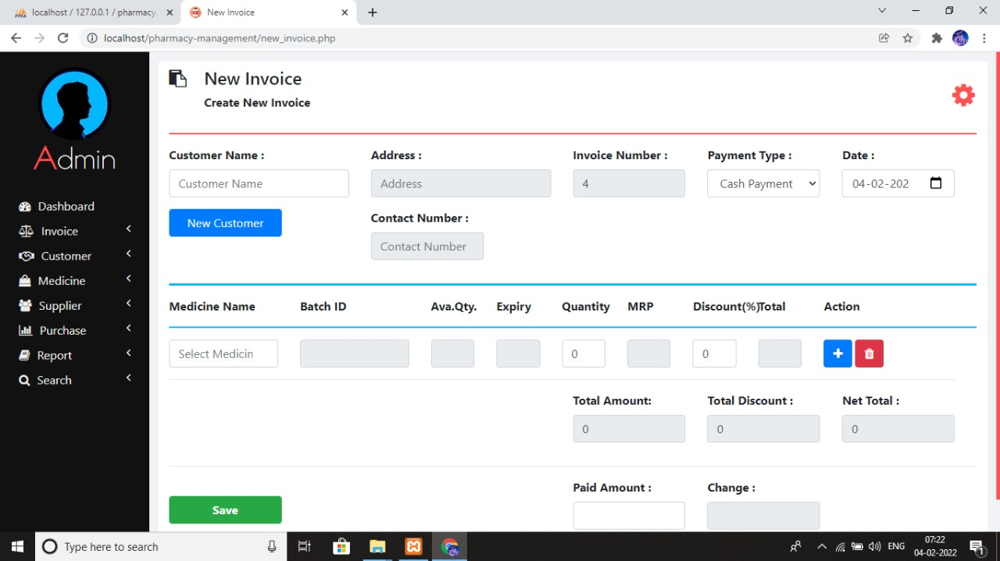 localhost / 127.0.0.1 / pharmacy.
New Invoice
localhost/pharmacy-management/new_invoice.php
Admin
Dashboard
Invoice
Customer
Medicine
Supplier
Purchase
Report
Search
New Invoice
Create New Invoice
Customer Name : Address : Invoice Number : Payment Type : Date :
Customer Name Address 4 Cash Payment 04-02-202
New Customer
Contact Number :
Contact Number
Medicine Name Batch ID Ava.Qty. Expiry Quantity MRP Discount(%)Total Action
Select Medicin 0 0
Total Amount: Total Discount : Net Total :
0 0 0
Paid Amount : Change :
Save
Type here to search
ENG
07:22
04-02-2022
1